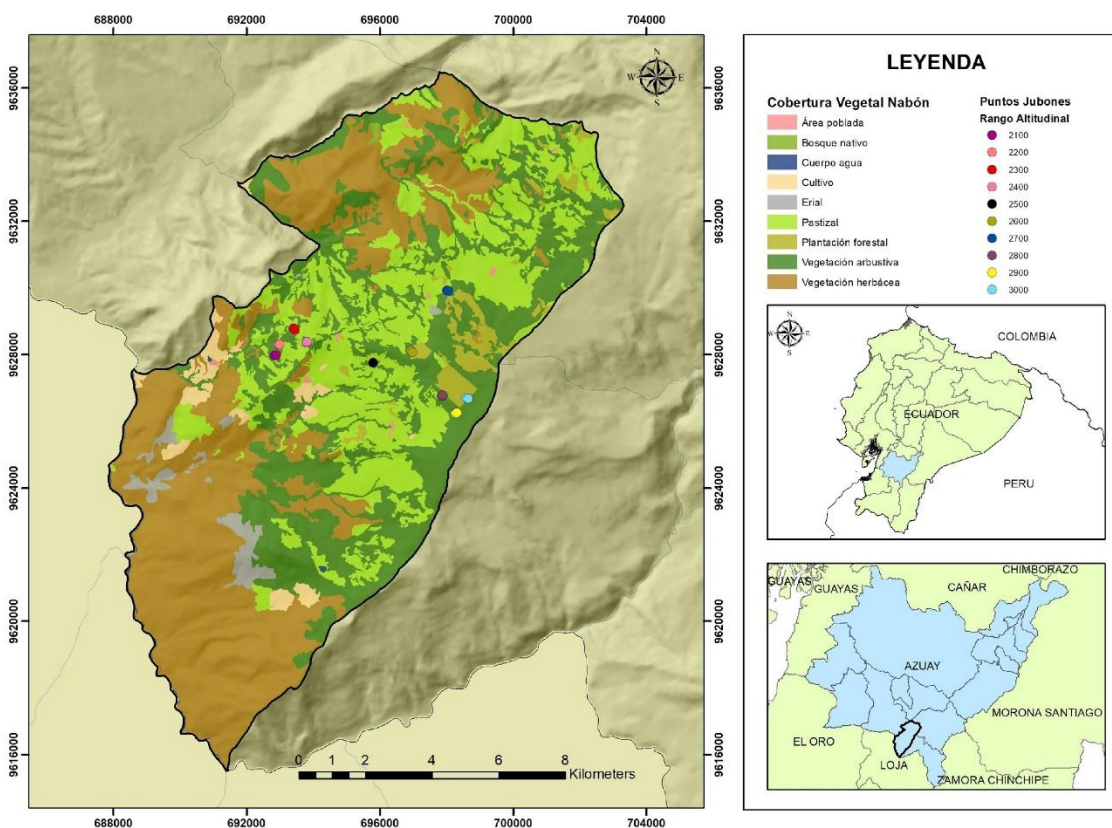 688000 692000 696000 700000 704000
N
W E
S
9636000 9636000
9632000 9632000
9628000 9628000
9624000 9624000
9620000 9620000
9616000 9616000
0 1 2 4 6 8
Kilometers
688000 692000 696000 700000 704000
LEYENDA
Cobertura Vegetal Nabón
Área poblada
Bosque nativo
Cuerpo agua
Cultivo
Erial
Pastizal
Plantación forestal
Vegetación arbustiva
Vegetación herbácea
Puntos Jubones
Rango Altitudinal
2100
2200
2300
2400
2500
2600
2700
2800
2900
3000
N
W E
S
COLOMBIA
ECUADOR
PERU
CHIMBORAZO
GUAYAS
GUAYAS
CAÑAR
AZUAY
MORONA SANTIAGO
EL ORO
LOJA
ZAMORA CHINCHIPE